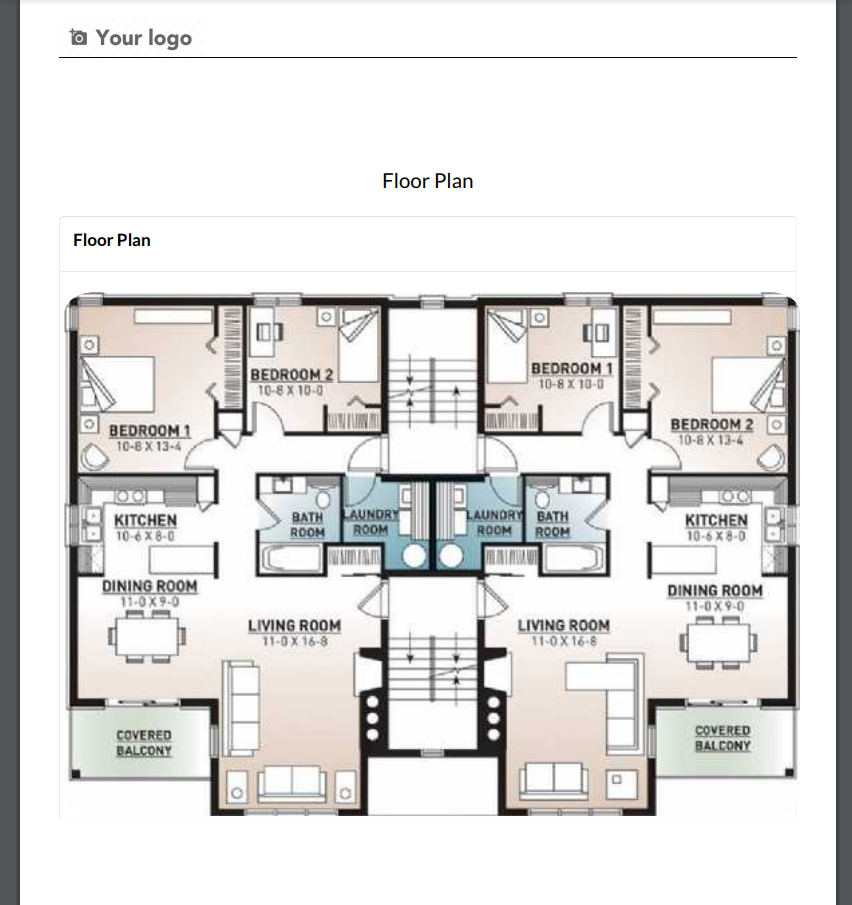 Your logo
Floor Plan
Floor Plan
BEDROOM 2
10-8 X 10-0
BEDROOM 1
10-8 X 10-0
BEDROOM 1
10-8 X 13-4
BEDROOM 2
10-8 X 13-4
KITCHEN
10-6 X 8-0
BATH
ROOM
LAUNDRY
ROOM
LAUNDRY
ROOM
BATH
ROOM
KITCHEN
10-6 X 8-0
DINING ROOM
11-0 X 9-0
DINING ROOM
11-0 X 9-0
LIVING ROOM
11-0 X 16-8
LIVING ROOM
11-0 X 16-8
COVERED
BALCONY
COVERED
BALCONY